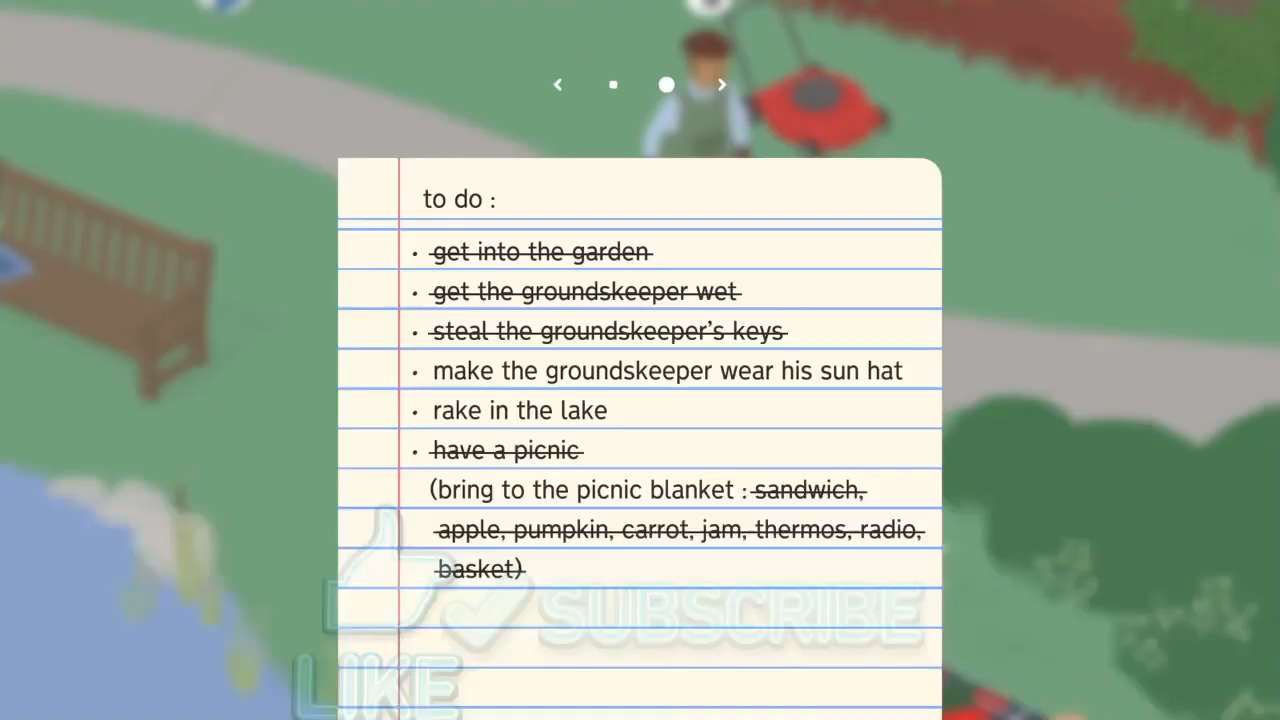 to do :
· get into the garden
· get the groundskeeper wet
· steal the groundskeeper's keys
· make the groundskeeper wear his sun hat
· rake in the lake
· have a picnic
(bring to the picnic blanket : sandwich,
apple, pumpkin, carrot, jam, thermos, radio,
basket)
SUBSCRIBE
LIKE